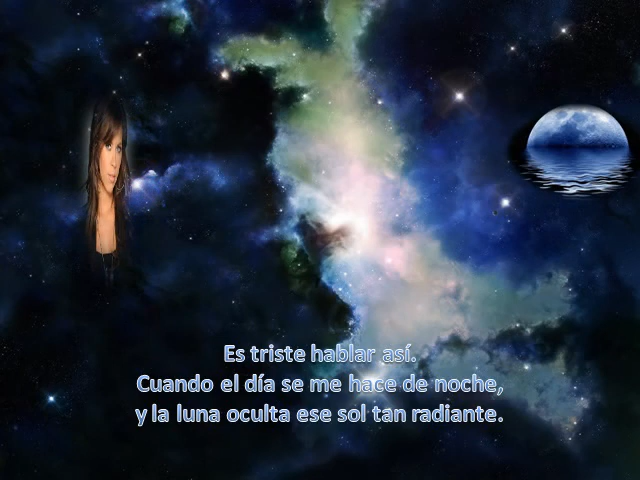 Es triste hablar así.
Cuando el día se me hace de noche,
y la luna oculta ese sol tan radiante.